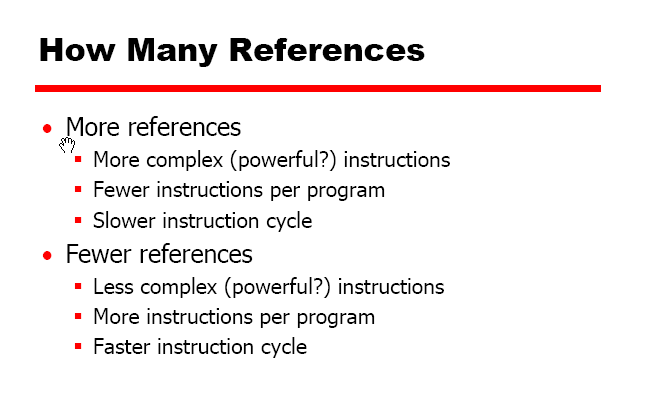 How Many References
More references
More complex (powerful?) instructions
Fewer instructions per program
Slower instruction cycle
Fewer references
Less complex (powerful?) instructions
More instructions per program
Faster instruction cycle